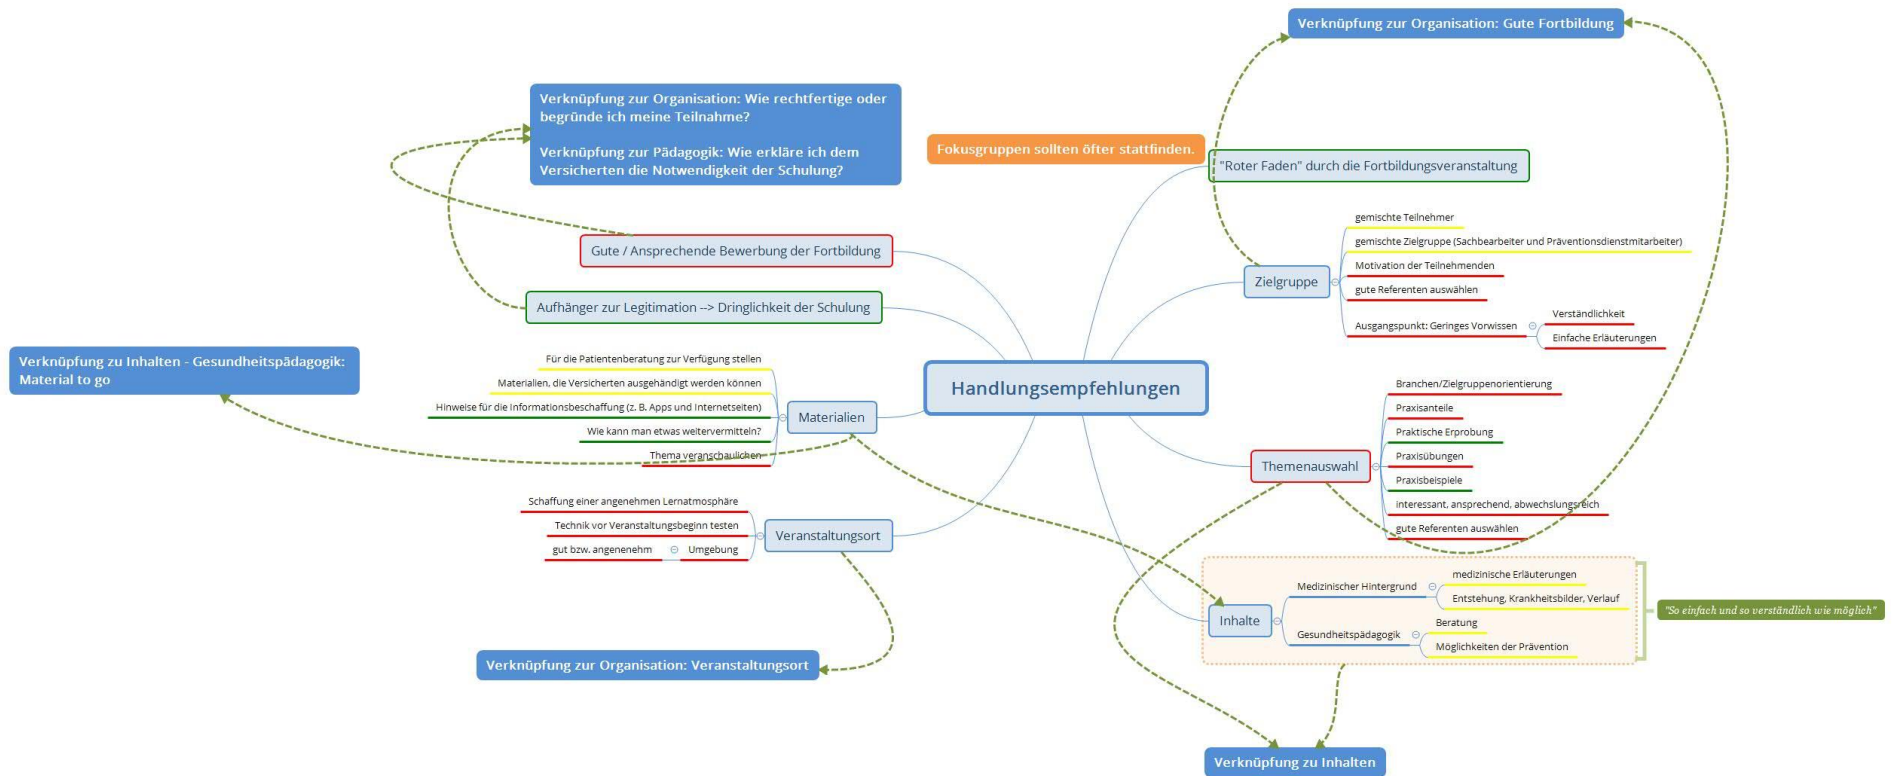 Verknüpfung zur Organisation: Gute Fortbildung
Verknüpfung zur Organisation: Wie rechtfertige oder
begründe ich meine Teilnahme?
Verknüpfung zur Pädagogik: Wie erkläre ich dem
Versicherten die Notwendigkeit der Schulung?
Fokusgruppen sollten öfter stattfinden.
"Roter Faden" durch die Fortbildungsveranstaltung
Gute / Ansprechende Bewerbung der Fortbildung
Aufhänger zur Legitimation --> Dringlichkeit der Schulung
Zielgruppe
gemischte Teilnehmer
gemischte Zielgruppe (Sachbearbeiter und Präventionsdienstmitarbeiter)
Motivation der Teilnehmenden
gute Referenten auswählen
Ausgangspunkt: Geringes Vorwissen
Verständlichkeit
Einfache Erläuterungen
Verknüpfung zu Inhalten - Gesundheitspädagogik:
Material to go
Handlungsempfehlungen
Für die Patientenberatung zur Verfügung stellen
Materialien, die Versicherten ausgehändigt werden können
Hinweise für die Informationsbeschaffung (z. B. Apps und Internetseiten)
Wie kann man etwas weitervermitteln?
Thema veranschaulichen
Materialien
Themenauswahl
Branchen/Zielgruppenorientierung
Praxisanteile
Praktische Erprobung
Praxisübungen
Praxisbeispiele
interessant, ansprechend, abwechslungsreich
gute Referenten auswählen
Schaffung einer angenehmen Lernatmosphäre
Technik vor Veranstaltungsbeginn testen
gut bzw. angenenehm
Umgebung
Veranstaltungsort
Inhalte
Medizinischer Hintergrund
medizinische Erläuterungen
Entstehung, Krankheitsbilder, Verlauf
Gesundheitspädagogik
Beratung
Möglichkeiten der Prävention
"So einfach und so verständlich wie möglich"
Verknüpfung zur Organisation: Veranstaltungsort
Verknüpfung zu Inhalten